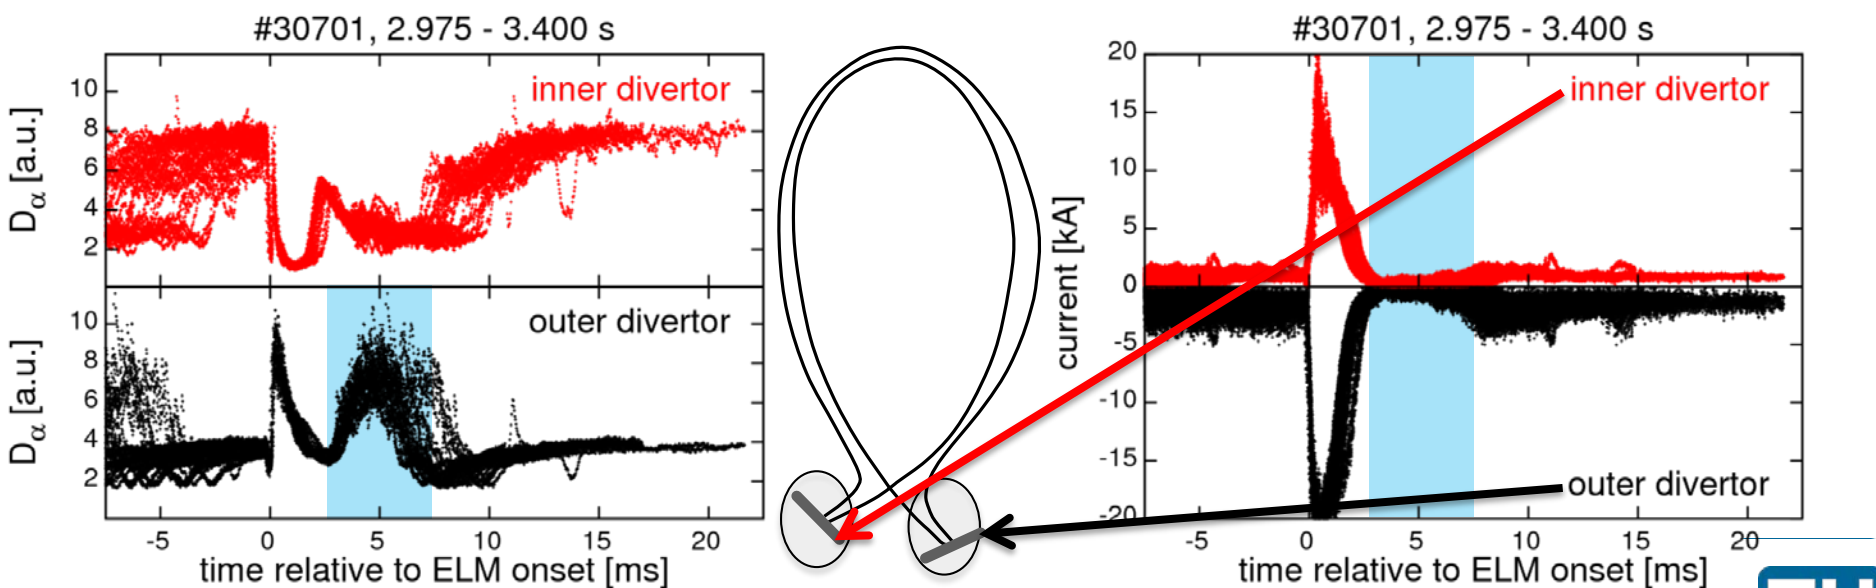 #30701, 2.975 - 3.400 s
inner divertor
Dα [a.u.]
10
8
6
4
2
outer divertor
Dα [a.u.]
10
8
6
4
2
-5 0 5 10 15 20
time relative to ELM onset [ms]
#30701, 2.975 - 3.400 s
inner divertor
current [kA]
20
15
10
5
0
-5
-10
-15
-20
outer divertor
-5 0 5 10 15 20
time relative to ELM onset [ms]